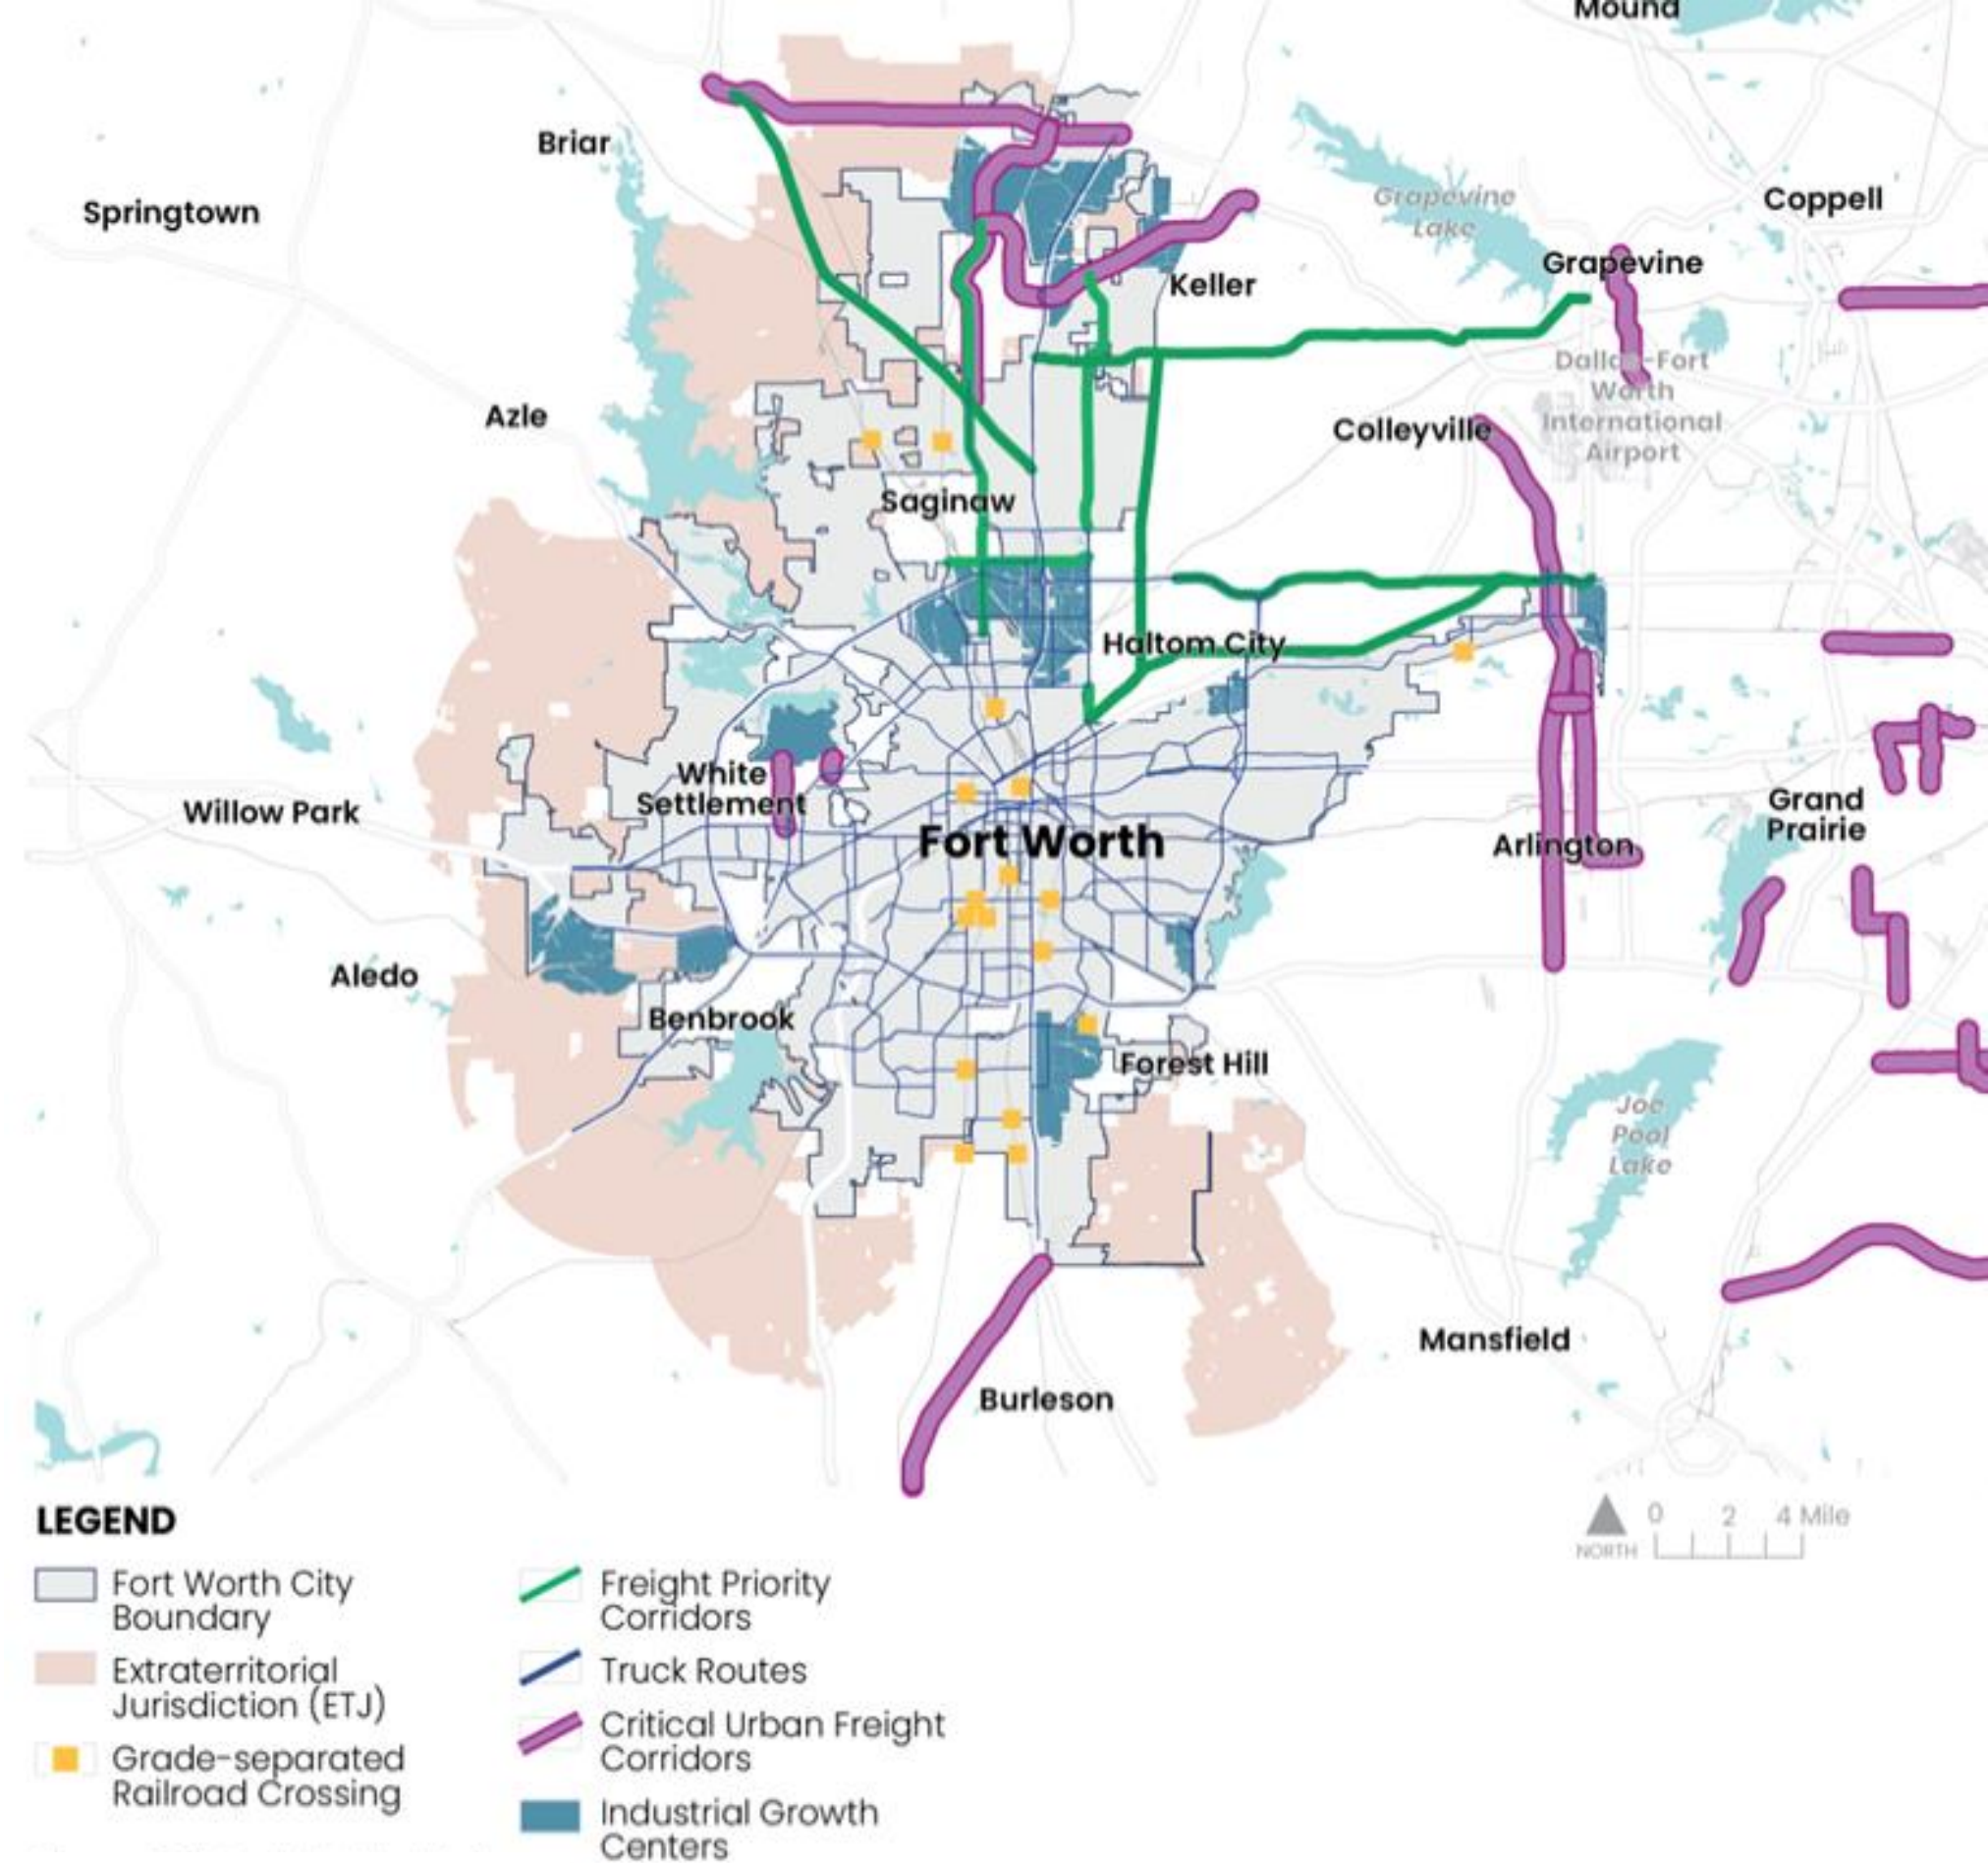 Mound
Briar
Springtown
Grapevine
Lake
Coppell
Grapevine
Keller
Dallas-Fort
Worth
International
Airport
Azle
Colleyville
Saginaw
Haltom City
White
Settlement
Willow Park
Fort Worth
Grand
Prairie
Arlington
Aledo
Benbrook
Forest Hill
Joe
Pool
Lake
Mansfield
Burleson
LEGEND
Fort Worth City
Boundary
Extraterritorial
Jurisdiction (ETJ)
Grade-separated
Railroad Crossing
Freight Priority
Corridors
Truck Routes
Critical Urban Freight
Corridors
Industrial Growth
Centers
NORTH
0 2 4 Mile